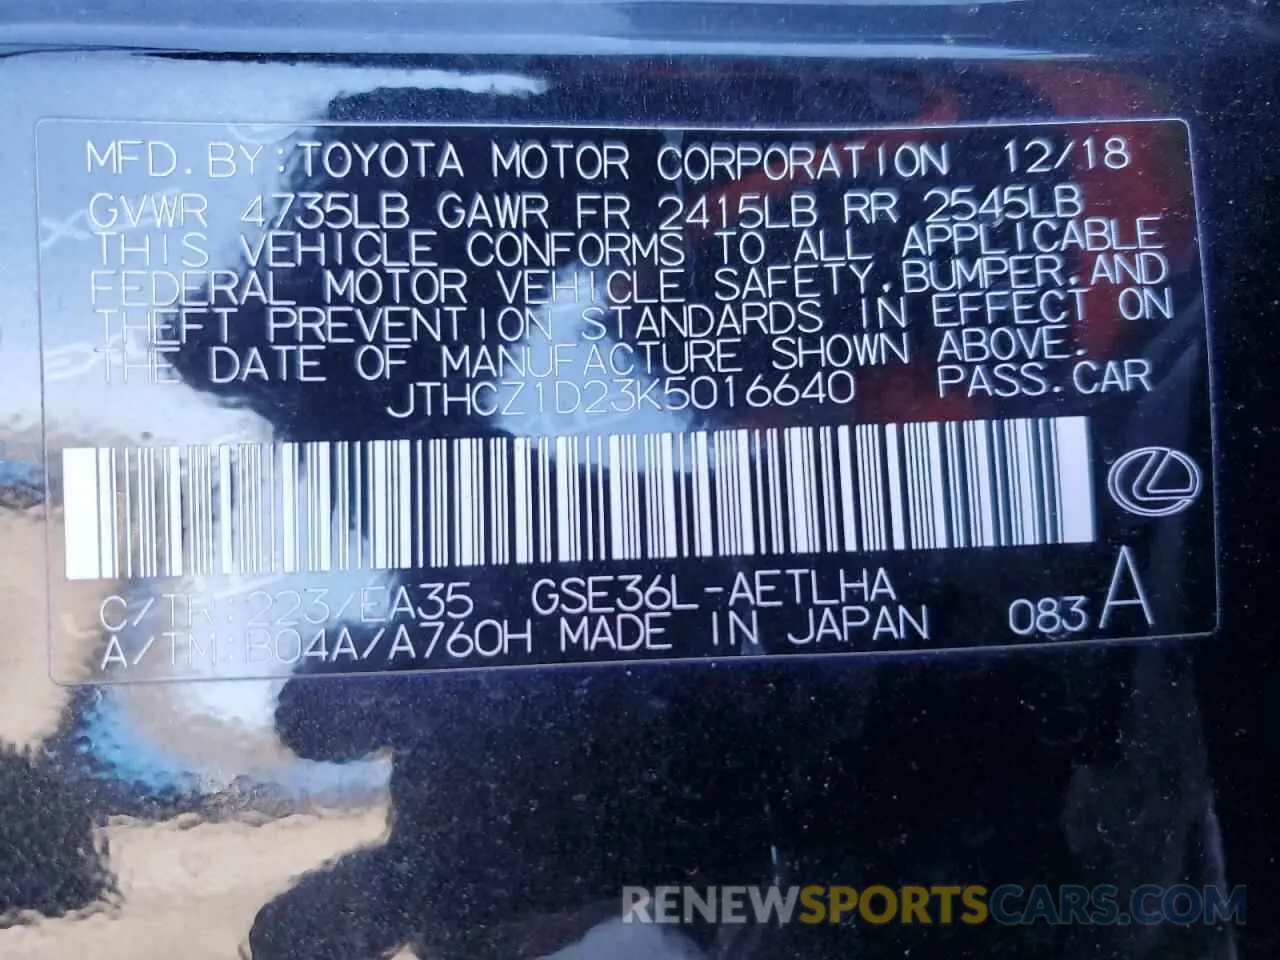 MFD. BY: TOYOTA MOTOR CORPORATION 12/18
GVWR 4735LB GAWR FR 2415LB RR 2545LB
THIS VEHICLE CONFORMS TO ALL APPLICABLE
FEDERAL MOTOR VEHICLE SAFETY, BUMPER, AND
THEFT PREVENTION STANDARDS IN EFFECT ON
THE DATE OF MANUFACTURE SHOWN ABOVE.
JTHCZ1D23K5016640 PASS. CAR
C/TR: 223/EA35 GSE36L-AETLHA
A/TM: B04A/A760H MADE IN JAPAN 083 A
RENEWSPORTSCARS.COM